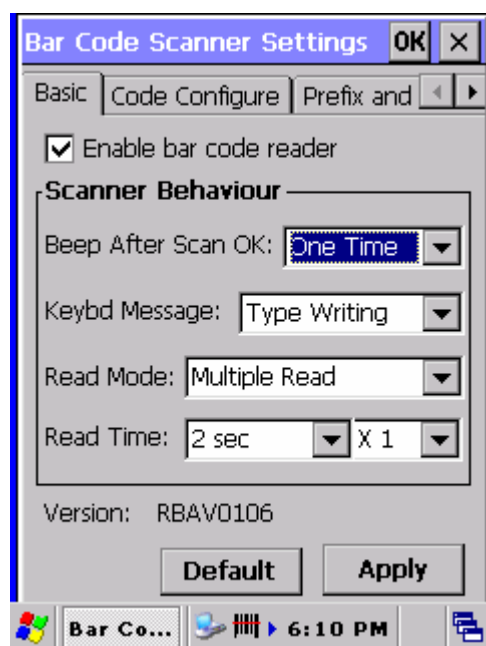 Bar Code Scanner Settings OK ×
Basic Code Configure Prefix and
Enable bar code reader
Scanner Behaviour
Beep After Scan OK: One Time
Keybd Message: Type Writing
Read Mode: Multiple Read
Read Time: 2 sec X 1
Version: RBAV0106
Default Apply
Bar Co... 6:10 PM